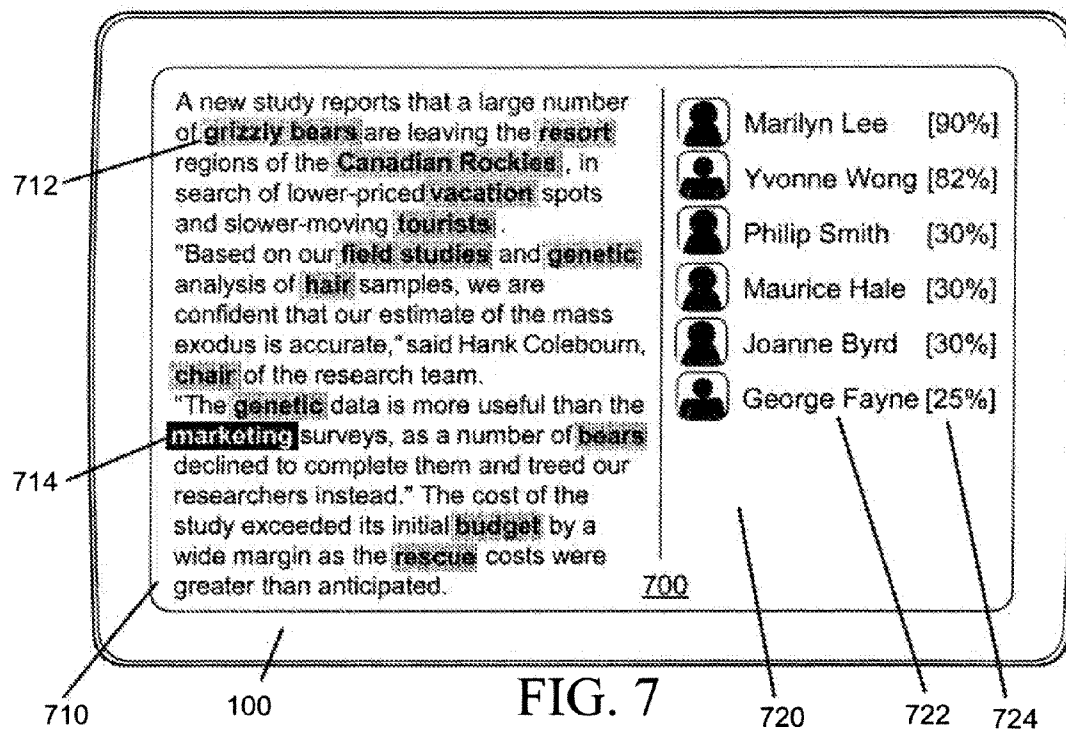 A new study reports that a large number
of grizzly bears are leaving the resort
regions of the Canadian Rockies, in
search of lower-priced vacation spots
and slower-moving tourists.
"Based on our field studies and genetic
analysis of hair samples, we are
confident that our estimate of the mass
exodus is accurate," said Hank Colebourn,
chair of the research team.
"The genetic data is more useful than the
marketing surveys, as a number of bears
declined to complete them and treed our
researchers instead." The cost of the
study exceeded its initial budget by a
wide margin as the rescue costs were
greater than anticipated.
Marilyn Lee [90%]
Yvonne Wong [82%]
Philip Smith [30%]
Maurice Hale [30%]
Joanne Byrd [30%]
George Fayne [25%]
712
714
700
710
100
FIG. 7
720
722
724